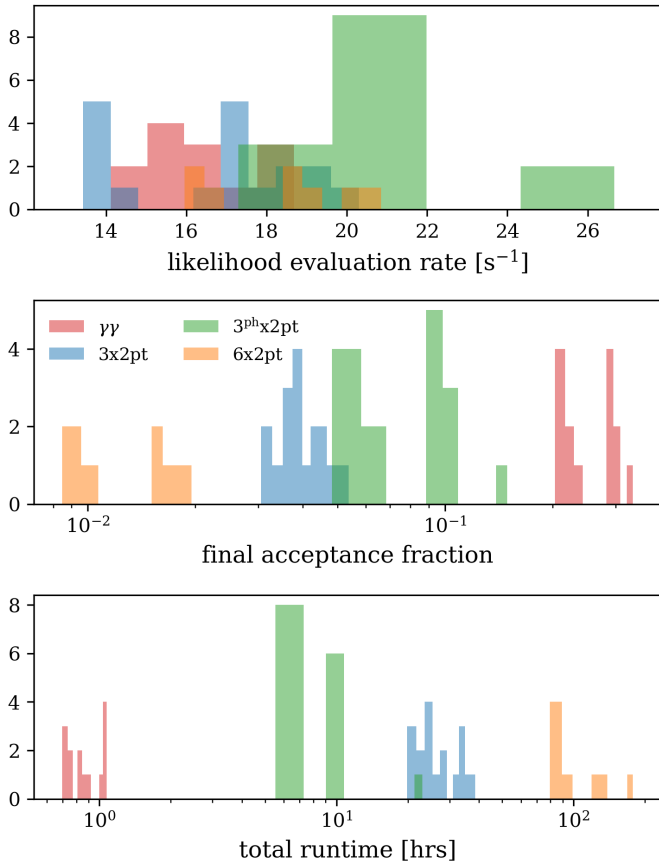 8
6
4
2
0
14 16 18 20 22 24 26
likelihood evaluation rate [s⁻¹]
γγ 3ᵖʰx2pt
3x2pt 6x2pt
4
2
0
10⁻² 10⁻¹
final acceptance fraction
8
6
4
2
0
10⁰ 10¹ 10²
total runtime [hrs]